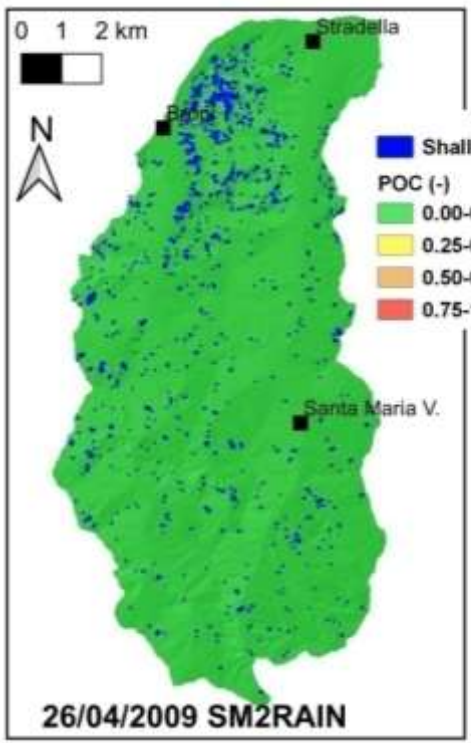 0 1 2 km
Stradella
N
Shall
POC (-)
0.00-
0.25-
0.50-
0.75-
Santa Maria V.
26/04/2009 SM2RAIN